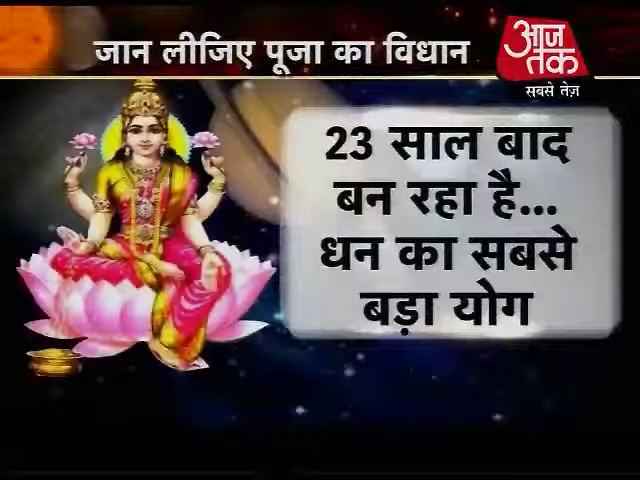 जान लीजिए पूजा का विधान
आज
तक
सबसे तेज़
23 साल बाद
बन रहा है...
धन का सबसे
बड़ा योग